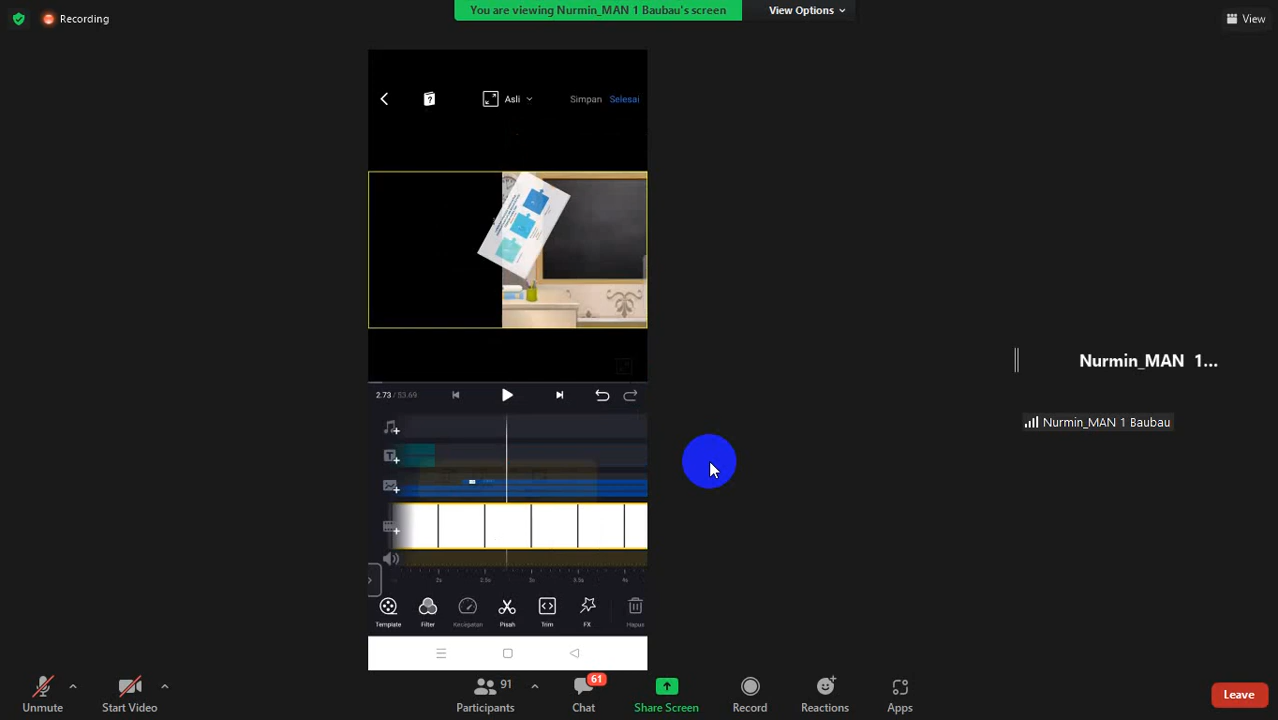 Recording
You are viewing Nurmin_MAN 1 Baubau's screen
View Options
View
?
Asli
Simpan
Selesai
2.73 / 53.69
T
Nurmin_MAN 1...
Nurmin_MAN 1 Baubau
Template
Filter
Kecepatan
Pisah
Trim
FX
Hapus
Unmute
Start Video
91
Participants
61
Chat
Share Screen
Record
Reactions
Apps
Leave